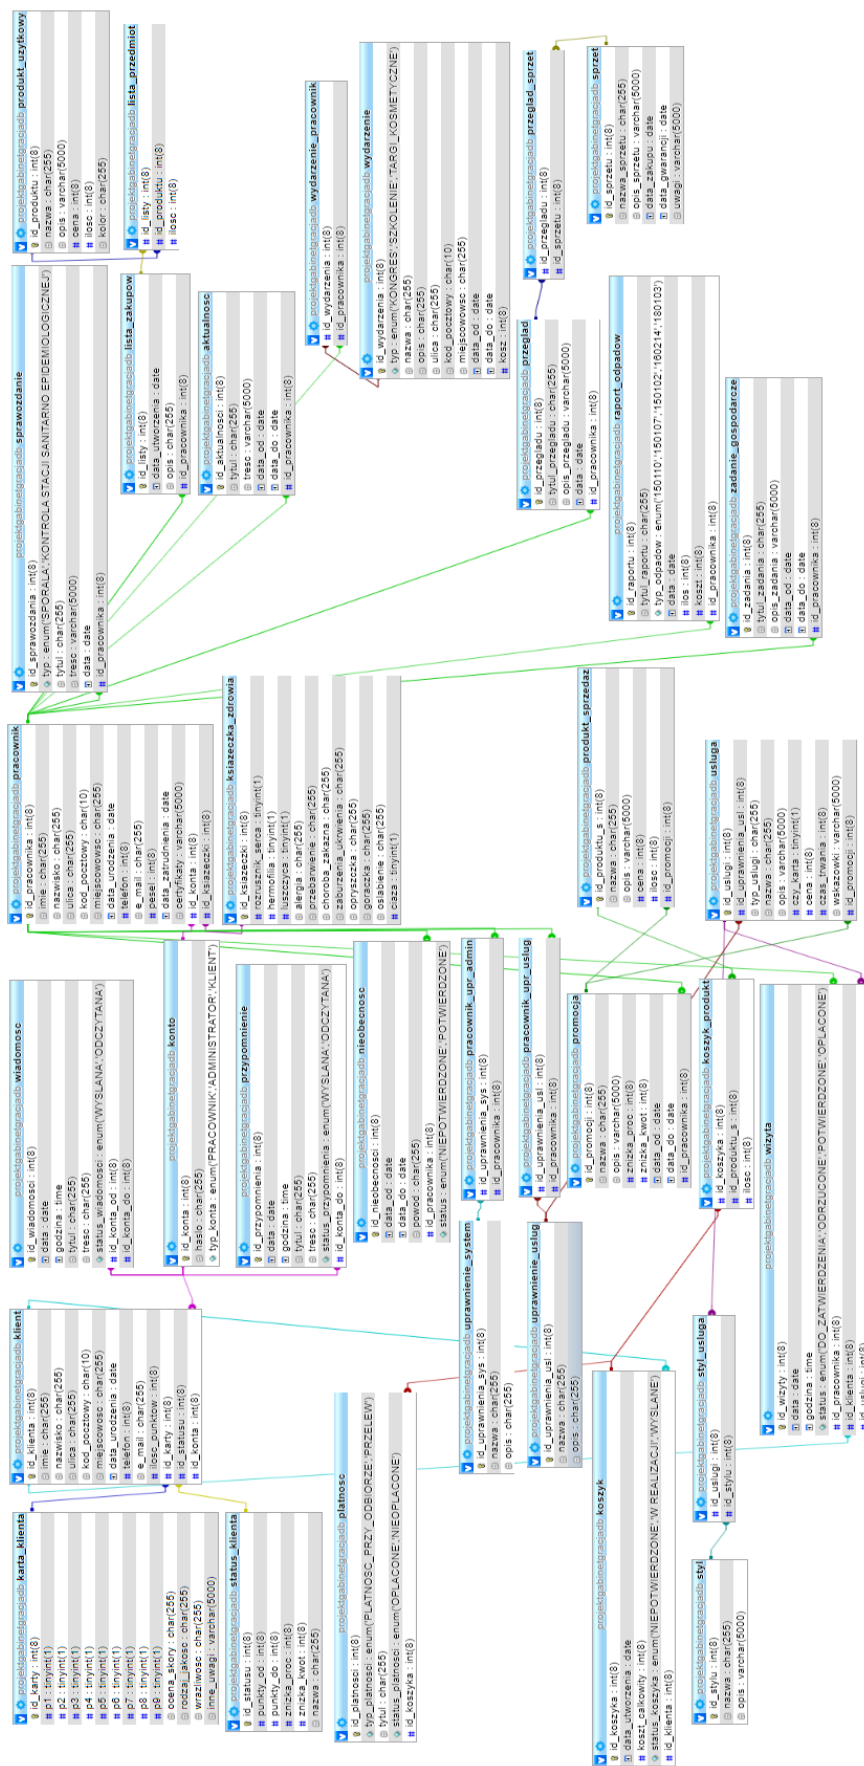 projektgabinetgracjadb produkt_uzytkowy
id_produktu : int(8)
nazwa : char(255)
opis : varchar(5000)
cena : int(8)
ilosc : int(8)
kolor : char(255)
projektgabinetgracjadb lista_przedmiot
id_listy : int(8)
id_produktu : int(8)
ilosc : int(8)
projektgabinetgracjadb wydarzenie_pracownik
id_wydarzenia : int(8)
id_pracownika : int(8)
projektgabinetgracjadb wydarzenie
id_wydarzenia : int(8)
typ : enum('KONGRES','SZKOLENIE','TARGI_KOSMETYCZNE')
nazwa : char(255)
opis : char(255)
ulica : char(255)
kod_pocztowy : char(10)
miejscowowsc : char(255)
data_od : date
data_do : date
kosz : int(8)
projektgabinetgracjadb przeglad_sprzet
id_przegladu : int(8)
id_sprzetu : int(8)
projektgabinetgracjadb sprzet
id_sprzetu : int(8)
nazwa_sprzetu : char(255)
opis_sprzetu : varchar(5000)
data_zakupu : date
data_gwarancji : date
uwagi : varchar(5000)
projektgabinetgracjadb sprawozdanie
id_sprawozdania : int(8)
typ : enum('SPORALA','KONTROLA STACJI SANITARNO EPIDEMIOLOGICZNEJ')
tytul : char(255)
tresc : varchar(5000)
data : date
id_pracownika : int(8)
projektgabinetgracjadb lista_zakupow
id_listy : int(8)
data_utworzenia : date
opis : char(255)
id_pracownika : int(8)
projektgabinetgracjadb aktualnosc
id_aktualnosci : int(8)
tytul : char(255)
tresc : varchar(5000)
data_od : date
data_do : date
id_pracownika : int(8)
projektgabinetgracjadb przeglad
id_przegladu : int(8)
tytul_przegladu : char(255)
opis_przegladu : varchar(5000)
data : date
id_pracownika : int(8)
projektgabinetgracjadb raport_odpadow
id_raportu : int(8)
tytul_raportu : char(255)
typ_odpadow : enum('150110','150107','150102','160214','180103')
data : date
ilos : int(8)
koszt : int(8)
id_pracownika : int(8)
projektgabinetgracjadb zadanie_gospodarcze
id_zadania : int(8)
tytul_zadania : char(255)
opis_zadania : varchar(5000)
data_od : date
data_do : date
id_pracownika : int(8)
projektgabinetgracjadb pracownik
id_pracownika : int(8)
imie : char(255)
nazwisko : char(255)
ulica : char(255)
kod_pocztowy : char(10)
miejscowowsc : char(255)
data_urodzenia : date
telefon : int(8)
e_mail : char(255)
pesel : int(8)
data_zatrudnienia : date
certyfikaty : varchar(5000)
id_konta : int(8)
id_ksiazeczki : int(8)
projektgabinetgracjadb ksiazeczka_zdrowia
id_ksiazeczki : int(8)
rozrusznik_serca : tinyint(1)
hemofilia : tinyint(1)
luszczyca : tinyint(1)
alergia : char(255)
przebarwienie : char(255)
choroba_zakazna : char(255)
zaburzenia_ukrwienia : char(255)
opryszczka : char(255)
goraczka : char(255)
oslabienie : char(255)
ciaza : tinyint(1)
projektgabinetgracjadb produkt_sprzedaz
id_produktu_s : int(8)
nazwa : char(255)
opis : varchar(5000)
cena : int(8)
ilosc : int(8)
id_promocji : int(8)
projektgabinetgracjadb usluga
id_uslugi : int(8)
id_uprawnienia_usl : int(8)
typ_uslugi : char(255)
nazwa : char(255)
opis : varchar(5000)
czy_karta : tinyint(1)
cena : int(8)
czas_trwania : int(8)
wskazowki : varchar(5000)
id_promocji : int(8)
projektgabinetgracjadb wiadomosc
id_wiadomosci : int(8)
data : date
godzina : time
tytul : char(255)
tresc : char(255)
status_wiadomosci : enum('WYSLANA','ODCZYTANA')
id_konta_od : int(8)
id_konta_do : int(8)
projektgabinetgracjadb konto
id_konta : int(8)
haslo : char(255)
typ_konta : enum('PRACOWNIK','ADMINISTRATOR','KLIENT')
projektgabinetgracjadb przypomnienie
id_przypomnienia : int(8)
data : date
godzina : time
tytul : char(255)
tresc : char(255)
status_przypomnienia : enum('WYSLANA','ODCZYTANA')
id_konta_do : int(8)
projektgabinetgracjadb nieobecnosc
id_nieobecnosci : int(8)
data_od : date
data_do : date
powod : char(255)
id_pracownika : int(8)
status : enum('NIEPOTWIERDZONE','POTWIERDZONE')
projektgabinetgracjadb pracownik_upr_admin
id_uprawnienia_sys : int(8)
id_pracownika : int(8)
projektgabinetgracjadb pracownik_upr_uslug
id_uprawnienia_usl : int(8)
id_pracownika : int(8)
projektgabinetgracjadb promocja
id_promocji : int(8)
nazwa : char(255)
opis : varchar(5000)
znizka_proc : int(8)
znizka_kwot : int(8)
data_od : date
data_do : date
id_pracownika : int(8)
projektgabinetgracjadb koszyk_produkt
id_koszyka : int(8)
id_produktu_s : int(8)
ilosc : int(8)
projektgabinetgracjadb wizyta
id_wizyty : int(8)
data : date
godzina : time
status : enum('DO_ZATWIERDZENIA','ODRZUCONE','POTWIERDZONE','OPLACONE')
id_pracownika : int(8)
id_klienta : int(8)
id_uslugi : int(8)
projektgabinetgracjadb klient
id_klienta : int(8)
imie : char(255)
nazwisko : char(255)
ulica : char(255)
kod_pocztowy : char(10)
miejscowosc : char(255)
data_urodzenia : date
telefon : int(8)
e_mail : char(255)
ilosc_punktow : int(8)
id_karty : int(8)
id_statusu : int(8)
id_konta : int(8)
projektgabinetgracjadb uprawnienie_system
id_uprawnienia_sys : int(8)
nazwa : char(255)
opis : char(255)
projektgabinetgracjadb uprawnienie_uslug
id_uprawnienia_usl : int(8)
nazwa : char(255)
opis : char(255)
projektgabinetgracjadb styl_usluga
id_uslugi : int(8)
id_stylu : int(8)
projektgabinetgracjadb karta_klienta
id_karty : int(8)
p1 : tinyint(1)
p2 : tinyint(1)
p3 : tinyint(1)
p4 : tinyint(1)
p5 : tinyint(1)
p6 : tinyint(1)
p7 : tinyint(1)
p8 : tinyint(1)
p9 : tinyint(1)
ocena_skory : char(255)
rodzaj_jakosc : char(255)
wrazliwosc : char(255)
inne_uwagi : varchar(5000)
projektgabinetgracjadb status_klienta
id_statusu : int(8)
punkty_od : int(8)
punkty_do : int(8)
znizka_proc : int(8)
znizka_kwot : int(8)
nazwa : char(255)
projektgabinetgracjadb platnosc
id_platnosci : int(8)
typ_platnosci : enum('PLATNOSC_PRZY_ODBIORZE','PRZELEW')
tytul : char(255)
status_platnosci : enum('OPLACONE','NIEOPLACONE')
id_koszyka : int(8)
projektgabinetgracjadb koszyk
id_koszyka : int(8)
data_utworzenia : date
koszt_calkowity : int(8)
status_koszyka : enum('NIEPOTWIERDZONE','W REALIZACJI','WYSLANE')
id_klienta : int(8)
projektgabinetgracjadb styl
id_stylu : int(8)
nazwa : char(255)
opis : varchar(5000)